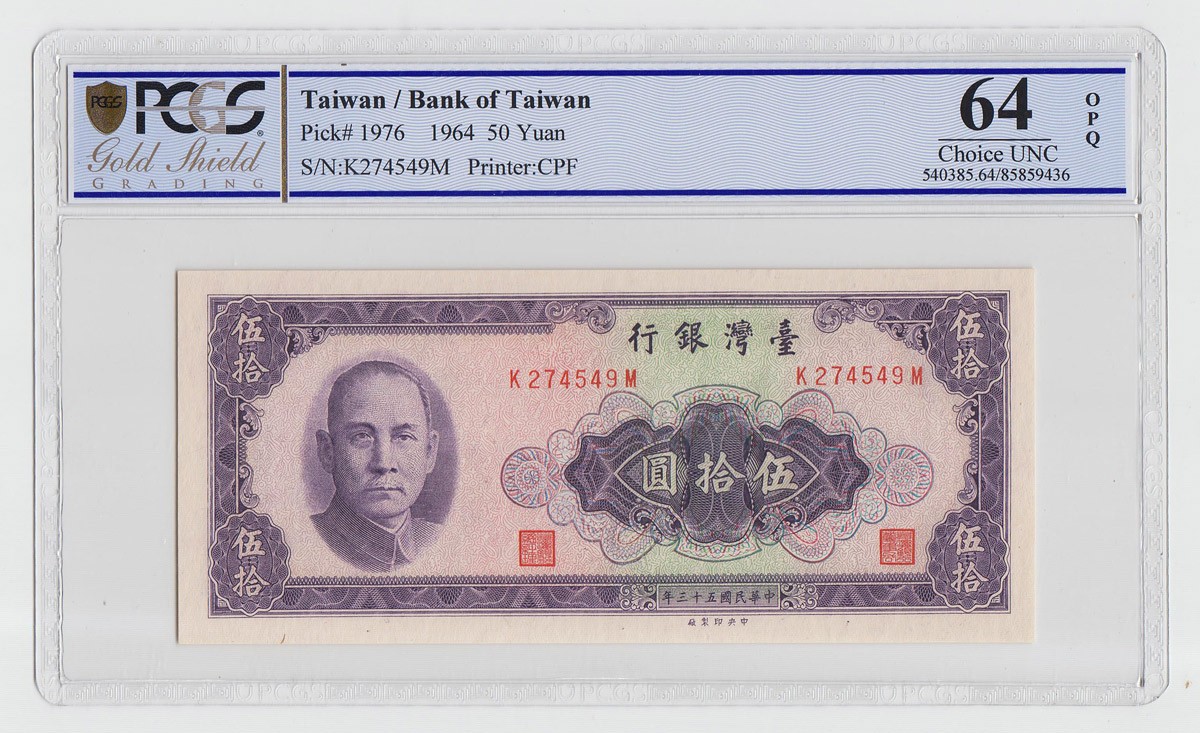 PCGS
PCGS
Gold Shield
GRADING
Taiwan / Bank of Taiwan
Pick# 1976 1964 50 Yuan
S/N:K274549M Printer:CPF
64
Choice UNC
540385.64/85859436
OPQ
伍拾
伍拾
行銀灣臺
K274549M
K274549M
圓拾伍
伍拾
伍拾
年三十五國民華中
廠製印央中